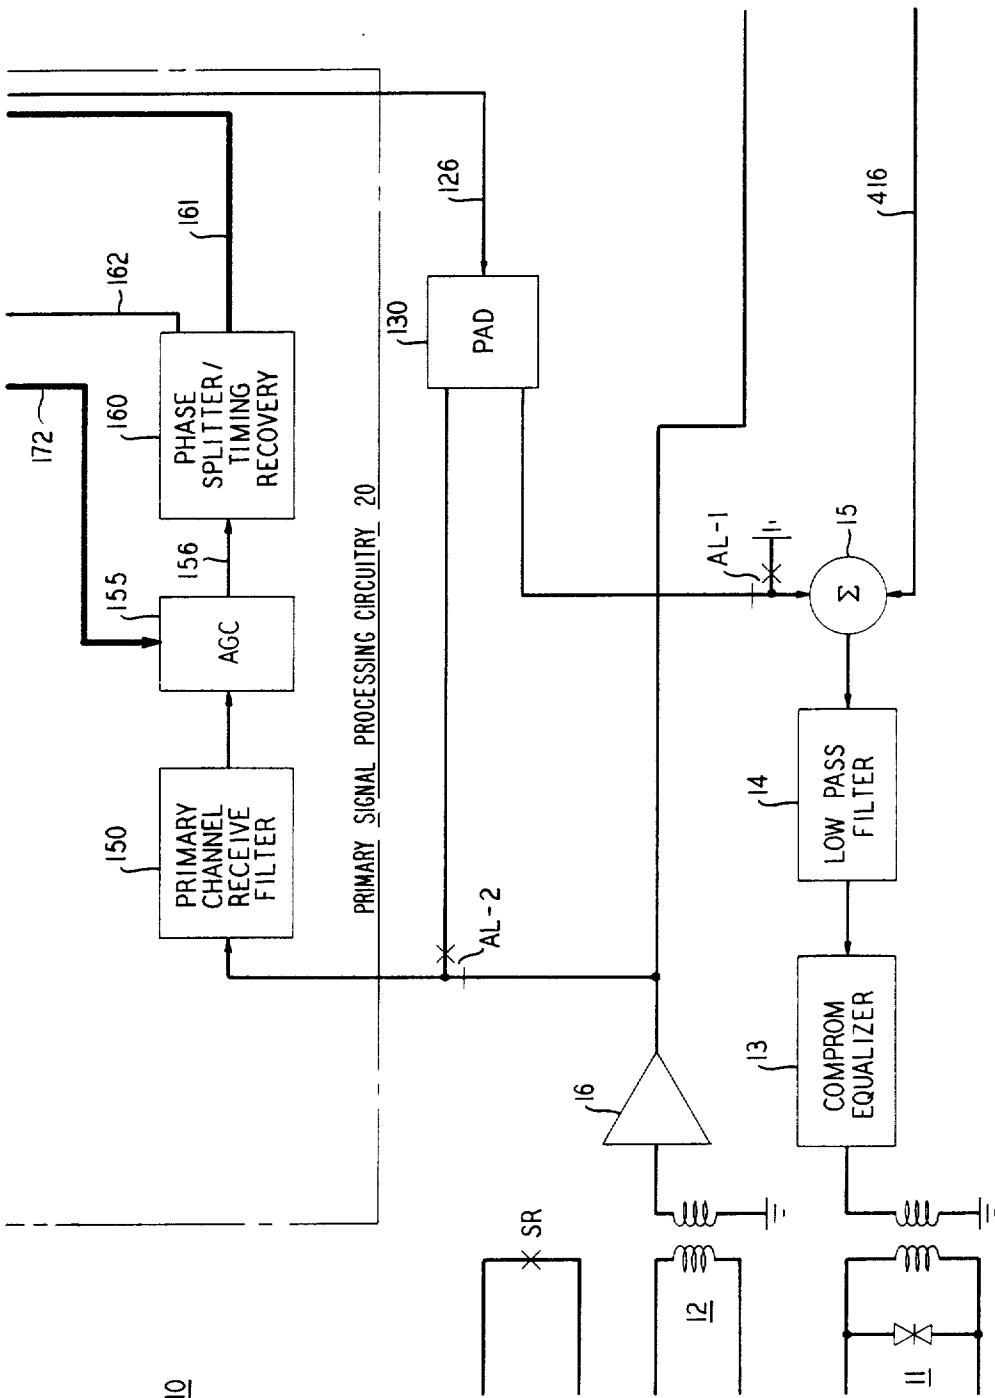 10
PRIMARY
CHANNEL
RECEIVE
FILTER
150
AGC
155
156
PHASE
SPLITTER/
TIMING
RECOVERY
160
172
162
161
PRIMARY SIGNAL PROCESSING CIRCUITRY 20
AL-2
PAD
130
126
SR
12
16
AL-1
11
COMPROM
EQUALIZER
13
LOW PASS
FILTER
14
Σ
15
416